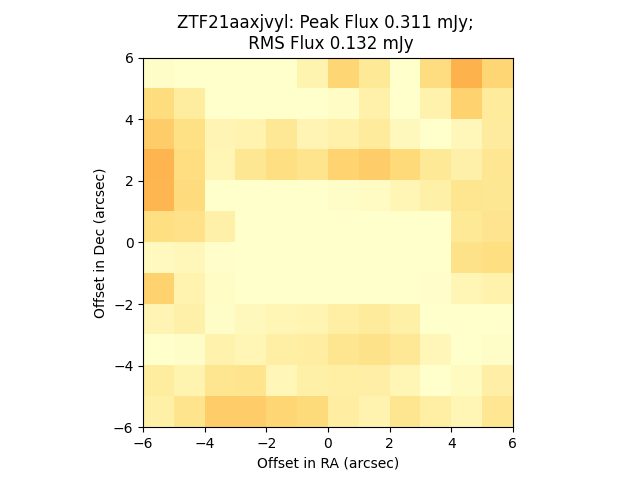 ZTF21aaxjvyl: Peak Flux 0.311 mJy;
RMS Flux 0.132 mJy
6
4
2
0
−2
−4
−6
Offset in Dec (arcsec)
−6 −4 −2 0 2 4 6
Offset in RA (arcsec)